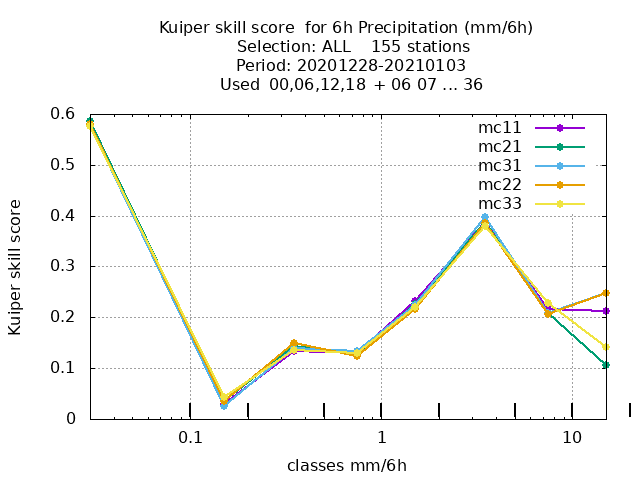 Kuiper skill score  for 6h Precipitation (mm/6h)
Selection: ALL    155 stations
Period: 20201228-20210103
Used  00,06,12,18  + 06 07 ... 36
mc11
mc21
mc31
mc22
mc33
0.6
0.5
0.4
0.3
0.2
0.1
0
Kuiper skill score
0.1
1
10
classes mm/6h